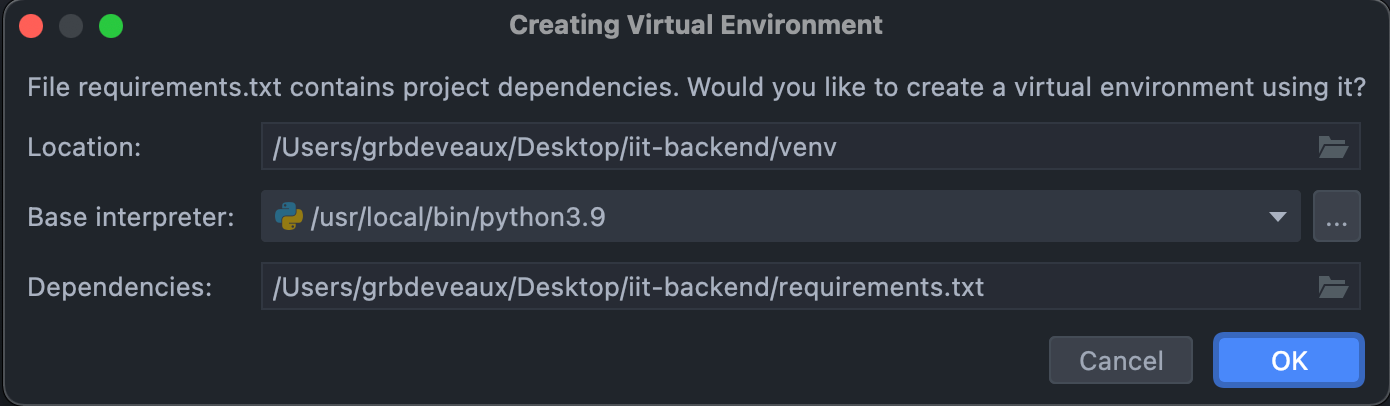 Creating Virtual Environment
File requirements.txt contains project dependencies. Would you like to create a virtual environment using it?
Location: /Users/grbdeveaux/Desktop/iit-backend/venv
Base interpreter: /usr/local/bin/python3.9 ...
Dependencies: /Users/grbdeveaux/Desktop/iit-backend/requirements.txt
Cancel OK